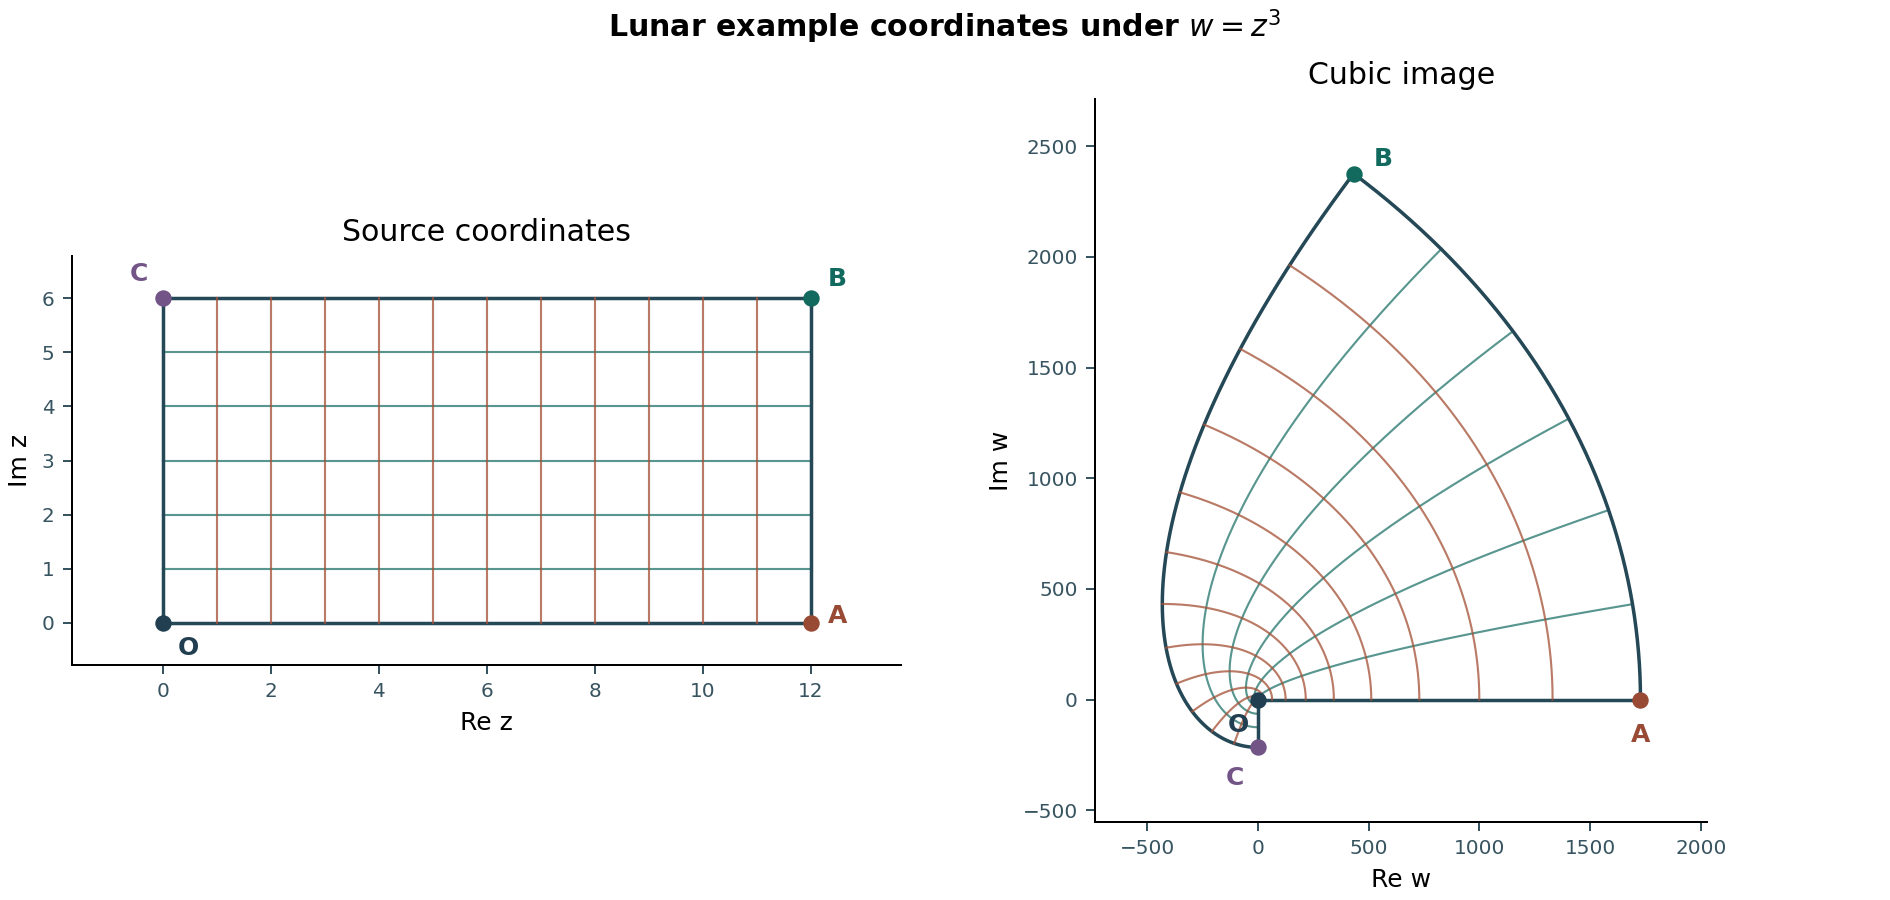 Lunar example coordinates under w = z³
Source coordinates
C
B
6
5
4
3
2
1
0
A
O
0 2 4 6 8 10 12
Re z
Im z
Cubic image
B
2500
2000
1500
1000
500
0
−500
O
A
C
−500 0 500 1000 1500 2000
Re w
Im w